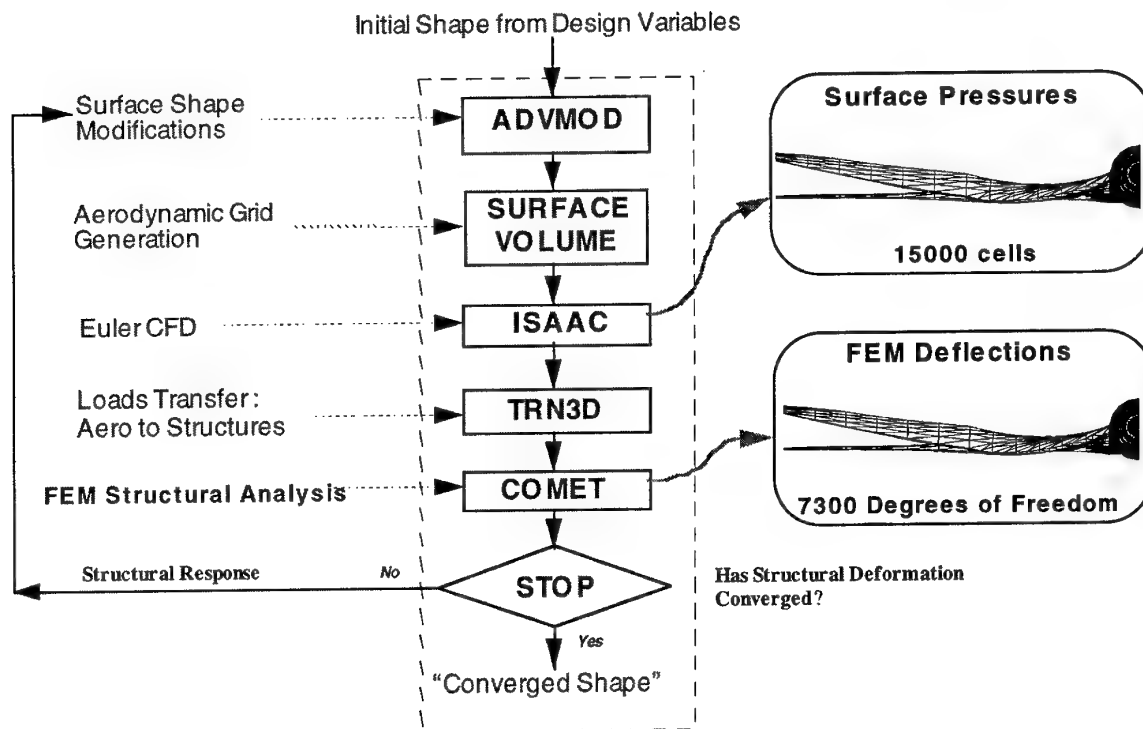 Initial Shape from Design Variables
Surface Shape
Modifications
ADVMOD
Aerodynamic Grid
Generation
SURFACE
VOLUME
Euler CFD
ISAAC
Loads Transfer:
Aero to Structures
TRN3D
FEM Structural Analysis
COMET
Structural Response
No
STOP
Has Structural Deformation
Converged?
Yes
“Converged Shape”
Surface Pressures
15000 cells
FEM Deflections
7300 Degrees of Freedom